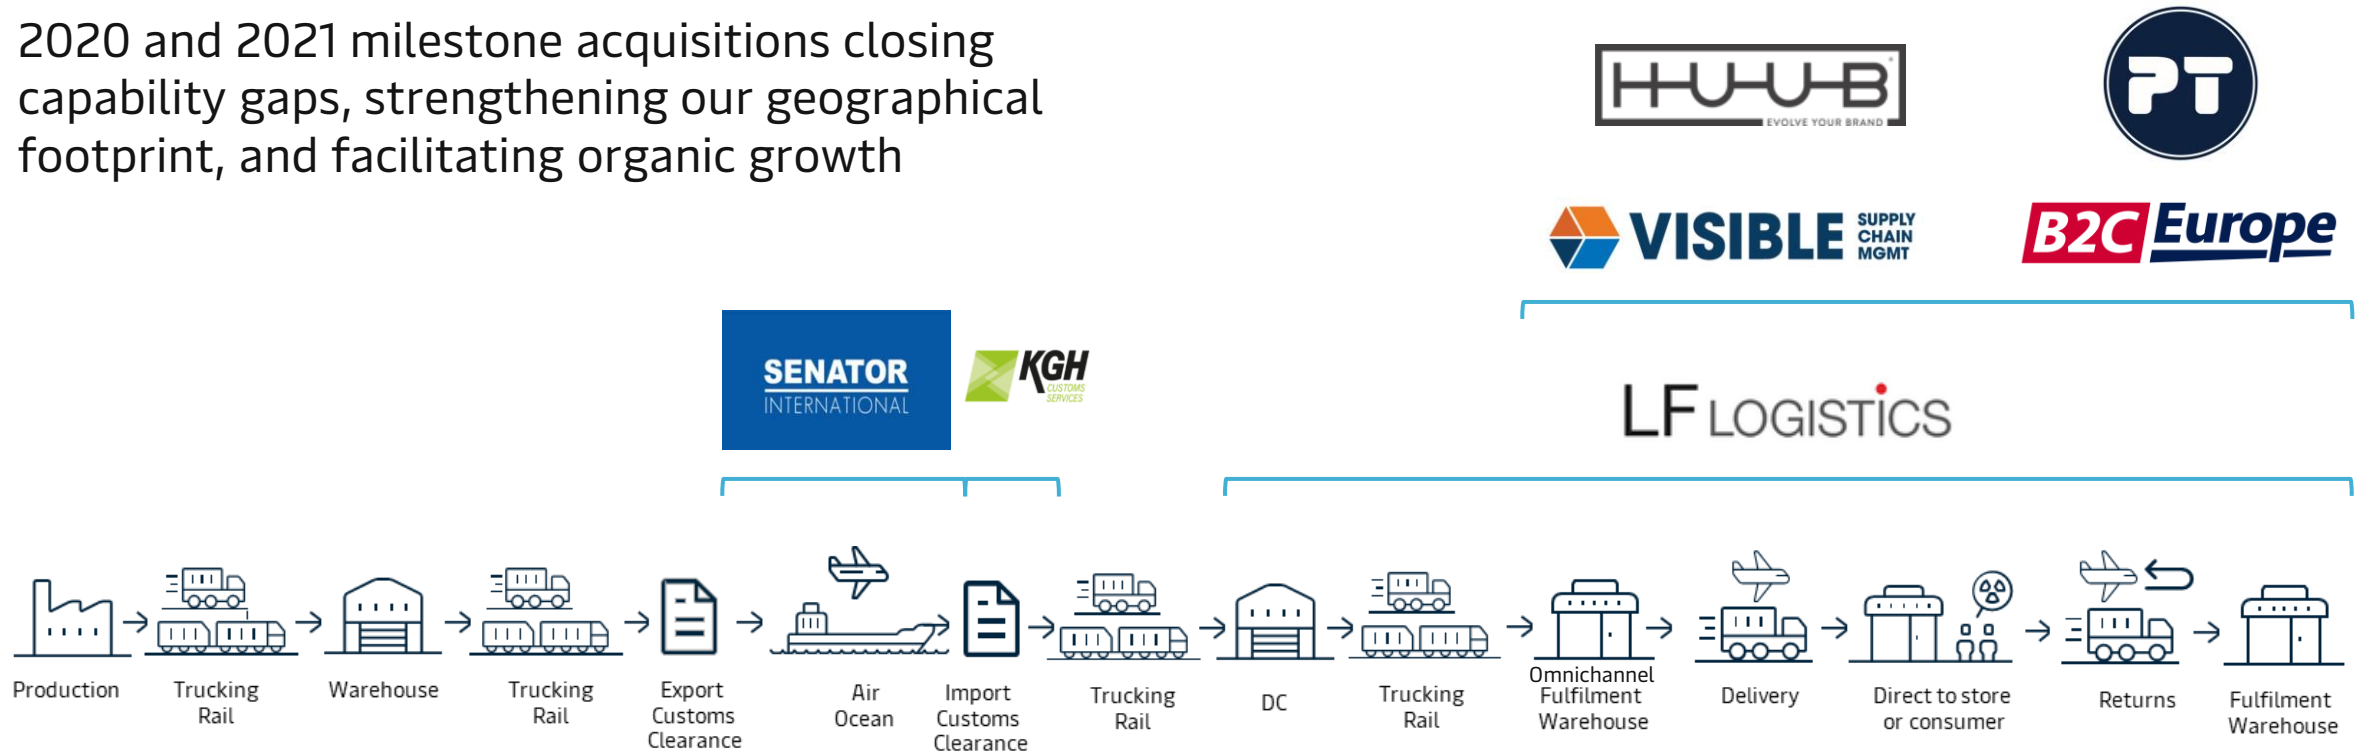 2020 and 2021 milestone acquisitions closing
capability gaps, strengthening our geographical
footprint, and facilitating organic growth
H-U-U-B
EVOLVE YOUR BRAND
PT
VISIBLE SUPPLY
CHAIN
MGMT
B2C Europe
SENATOR
INTERNATIONAL
KGH
CUSTOMS
SERVICES
LF LOGISTICS
Production
Trucking
Rail
Warehouse
Trucking
Rail
Export
Customs
Clearance
Air
Ocean
Import
Customs
Clearance
Trucking
Rail
DC
Trucking
Rail
Omnichannel
Fulfilment
Warehouse
Delivery
Direct to store
or consumer
Returns
Fulfilment
Warehouse